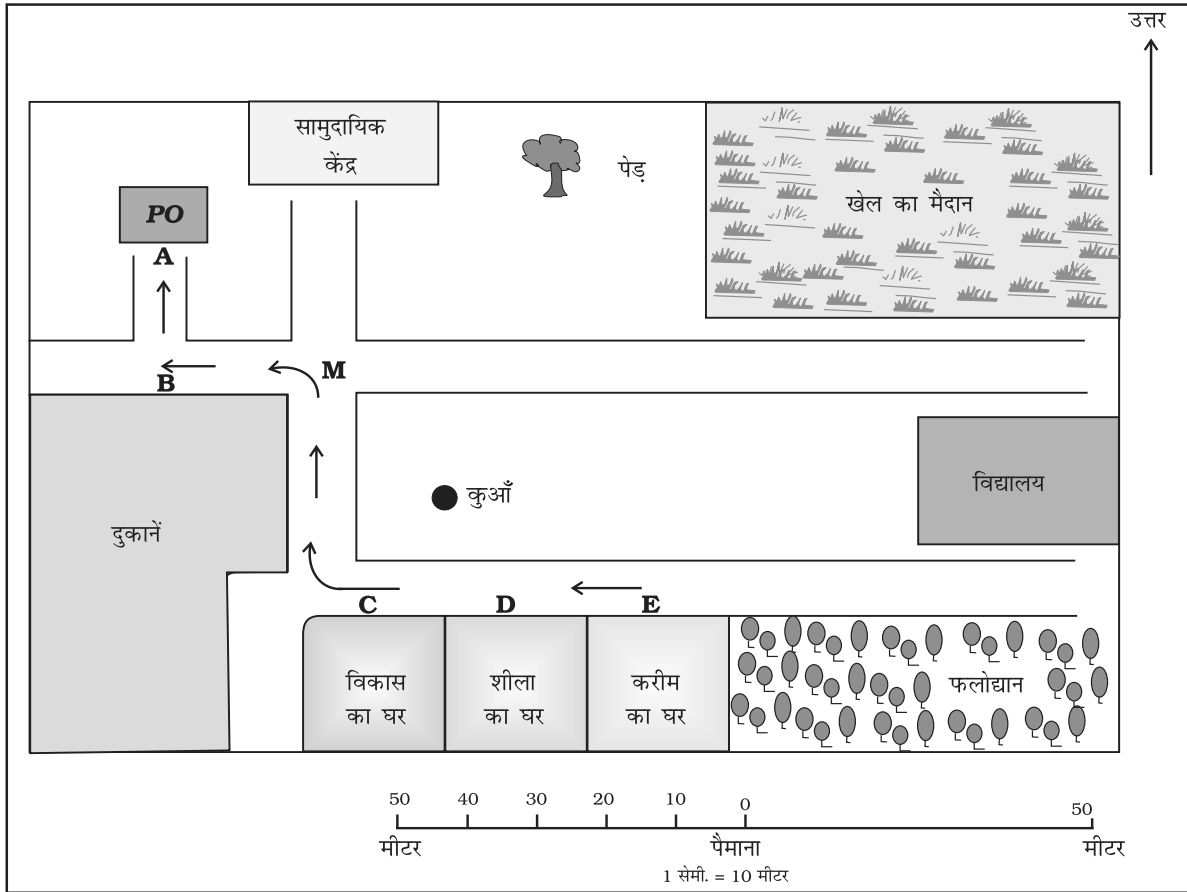 उत्तर
सामुदायिक
केंद्र
पेड़
PO
खेल का मैदान
A
M
B
विद्यालय
कुआँ
दुकानें
C
D
E
विकास
का घर
शीला
का घर
करीम
का घर
फलोद्यान
50 40 30 20 10 0 50
मीटर पैमाना मीटर
1 सेमी. = 10 मीटर